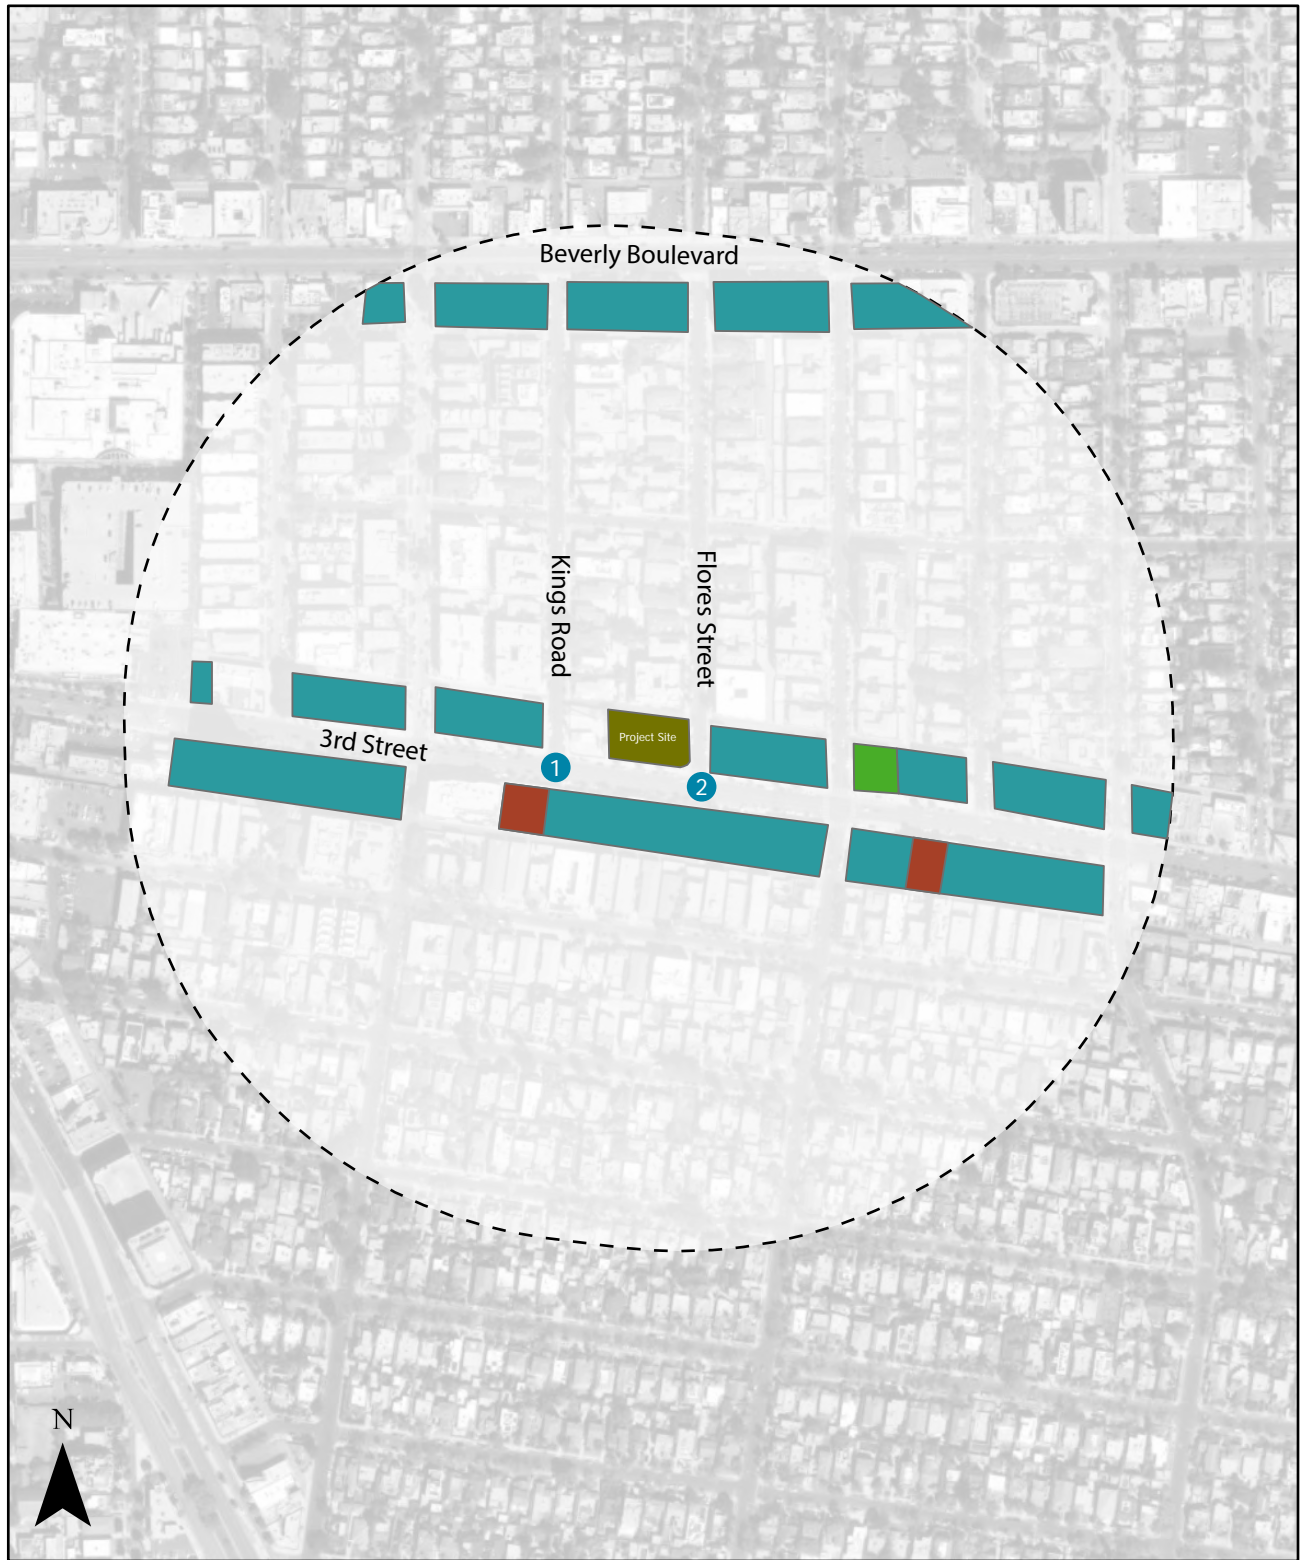 Beverly Boulevard
Kings Road
Flores Street
Project Site
3rd Street
1
2
N